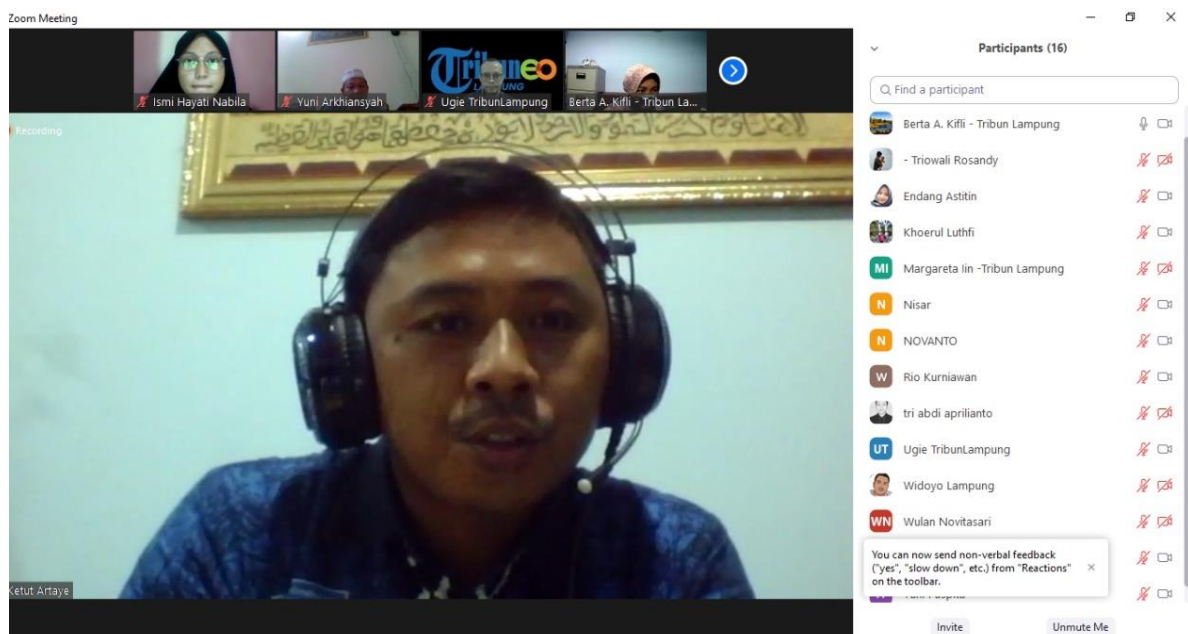 Zoom Meeting
Ismi Hayati Nabila
Yuni Arkhiansyah
LAMPUNG
Ugie TribunLampung
Berta A. Kifli - Tribun La...
Recording
Ketut Artaye
Participants (16)
Find a participant
Berta A. Kifli - Tribun Lampung
- Triowali Rosandy
Endang Astitin
Khoerul Luthfi
MI Margareta Iin -Tribun Lampung
N Nisar
N NOVANTO
W Rio Kurniawan
tri abdi aprilianto
UT Ugie TribunLampung
Widoyo Lampung
WN Wulan Novitasari
You can now send non-verbal feedback
("yes", "slow down", etc.) from "Reactions"
on the toolbar.
Invite
Unmute Me